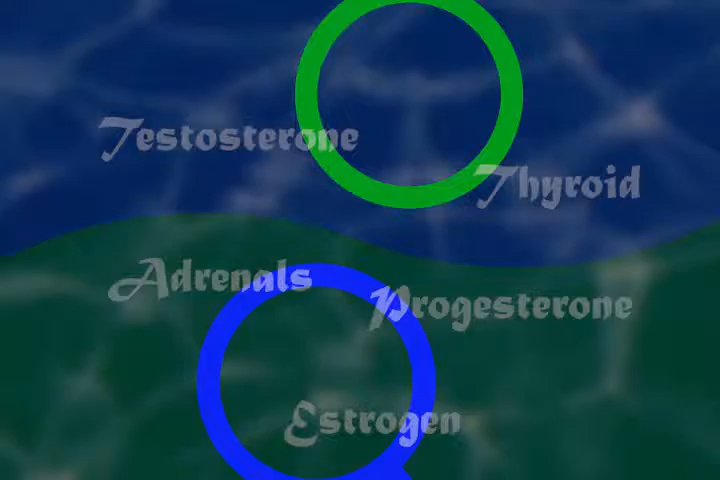 Testosterone
Thyroid
Adrenals
Progesterone
Estrogen